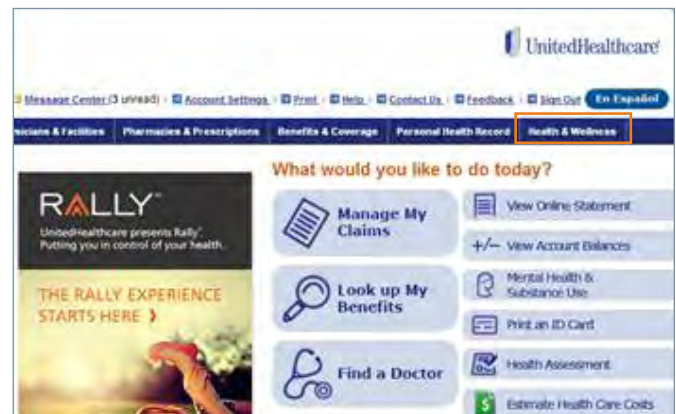 UnitedHealthcare®
Message Center (3 unread) Account Settings Print Help Contact Us Feedback Sign Out En Español
sicians & Facilities Pharmacies & Prescriptions Benefits & Coverage Personal Health Record Health & Wellness
What would you like to do today?
RALLY™
UnitedHealthcare presents Rally™
Putting you in control of your health.
THE RALLY EXPERIENCE
STARTS HERE
Manage My
Claims
Look up My
Benefits
Find a Doctor
View Online Statement
+/- View Account Balances
Mental Health &
Substance Use
Print an ID Card
Health Assessment
$ Estimate Health Care Costs